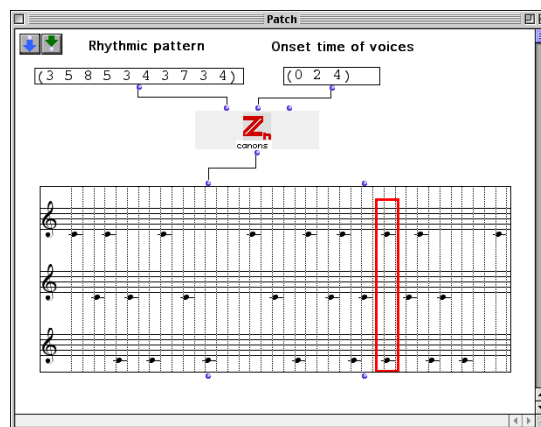 Patch
Rhythmic pattern
Onset time of voices
(3 5 8 5 3 4 3 7 3 4)
(0 2 4)
Zn
canons